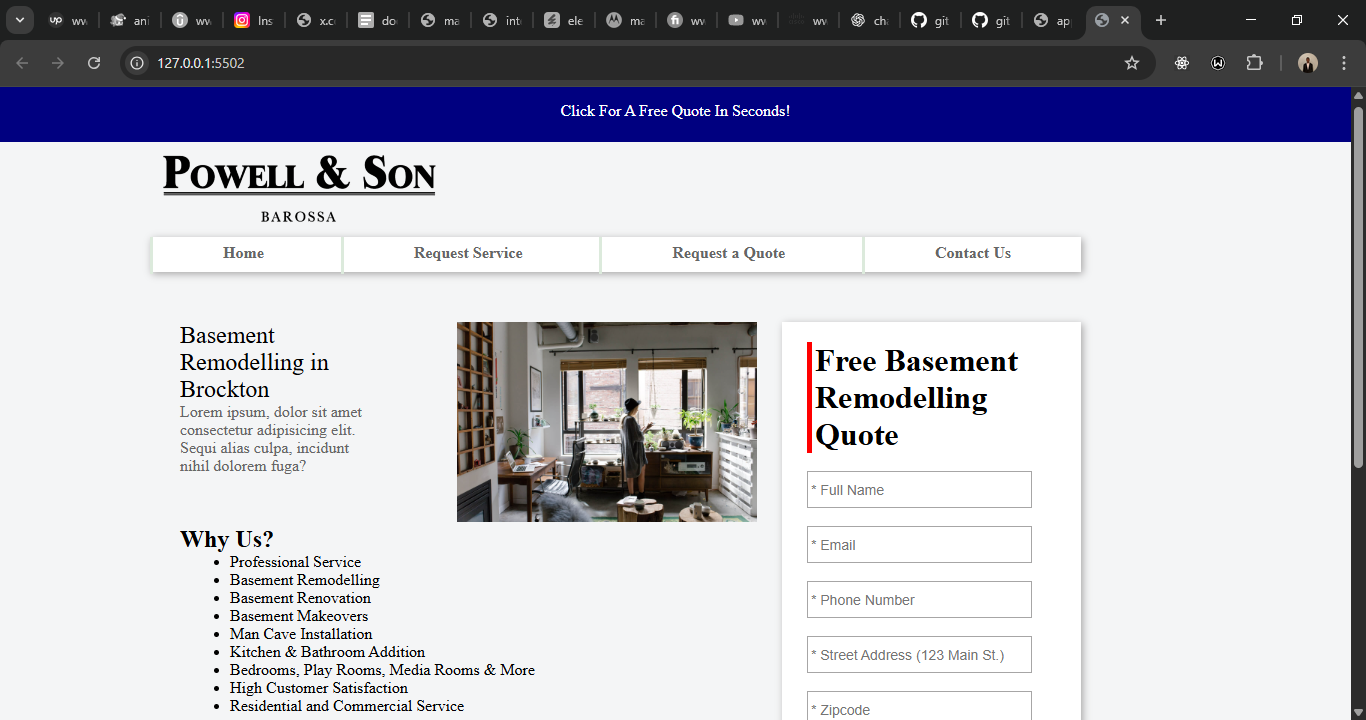 up
ww
ani
ww
Ins
x.co
do
ma
int
ele
ma
ww
ww
ww
cha
git
git
app
127.0.0.1:5502
Click For A Free Quote In Seconds!
POWELL & SON
BAROSSA
Home
Request Service
Request a Quote
Contact Us
Basement
Remodelling in
Brockton
Lorem ipsum, dolor sit amet
consectetur adipisicing elit.
Sequi alias culpa, incidunt
nihil dolorem fuga?
Why Us?
• Professional Service
• Basement Remodelling
• Basement Renovation
• Basement Makeovers
• Man Cave Installation
• Kitchen & Bathroom Addition
• Bedrooms, Play Rooms, Media Rooms & More
• High Customer Satisfaction
• Residential and Commercial Service
Free Basement
Remodelling
Quote
* Full Name
* Email
* Phone Number
* Street Address (123 Main St.)
* Zipcode